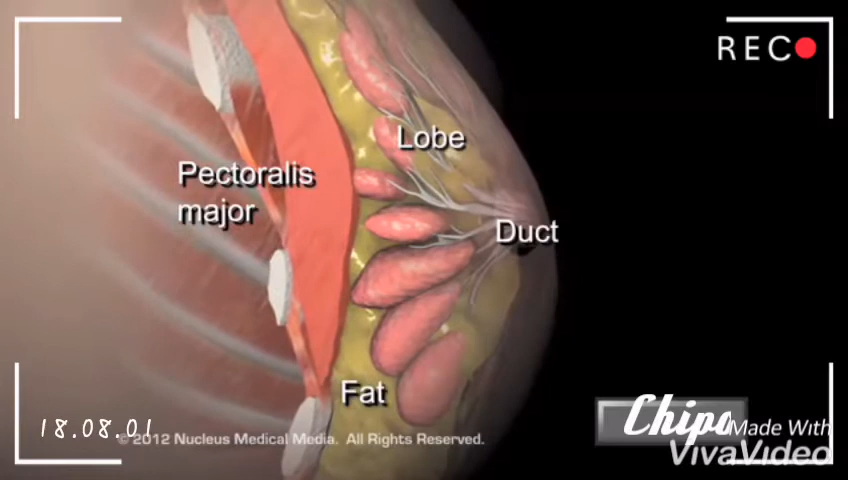 REC
Lobe
Pectoralis
major
Duct
Fat
18.08.01
© 2012 Nucleus Medical Media. All Rights Reserved.
Made With
VivaVideo